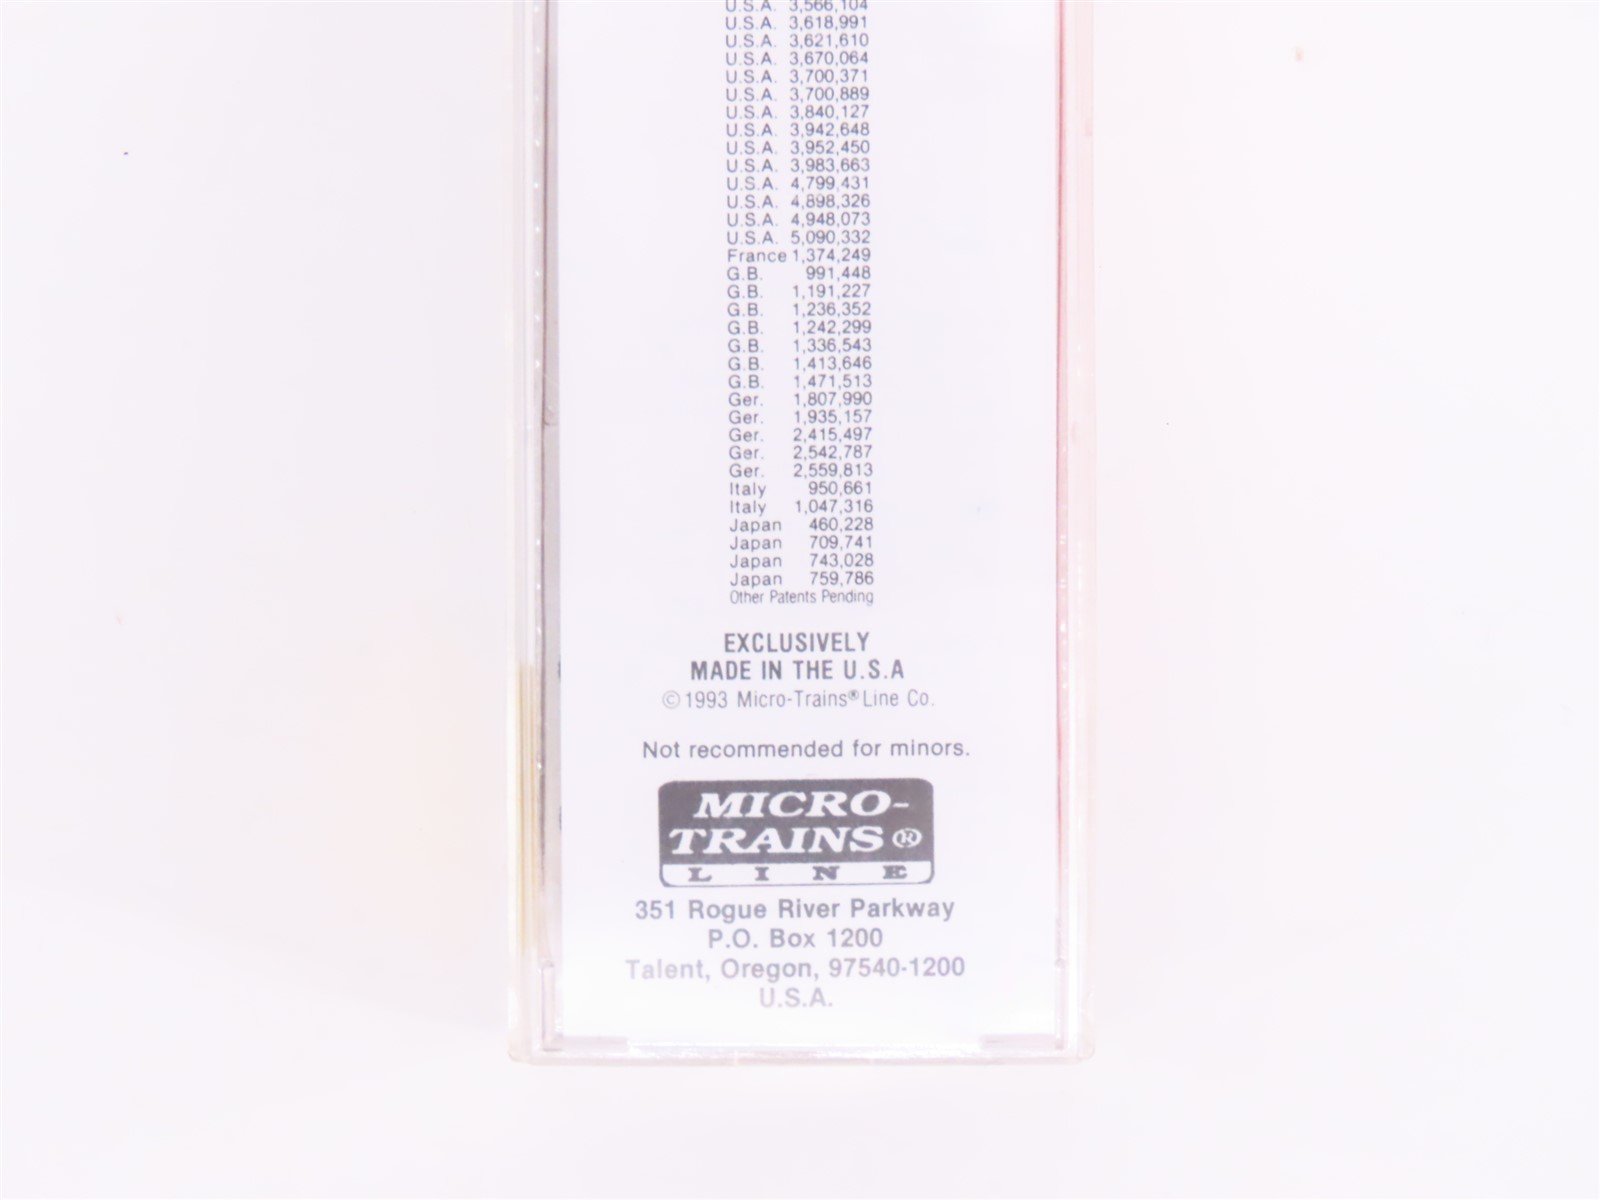 U.S.A. 3,566,104
U.S.A. 3,618,991
U.S.A. 3,621,610
U.S.A. 3,670,064
U.S.A. 3,700,371
U.S.A. 3,700,889
U.S.A. 3,840,127
U.S.A. 3,942,648
U.S.A. 3,952,450
U.S.A. 3,983,663
U.S.A. 4,799,431
U.S.A. 4,898,326
U.S.A. 4,948,073
U.S.A. 5,090,332
France 1,374,249
G.B. 991,448
G.B. 1,191,227
G.B. 1,236,352
G.B. 1,242,299
G.B. 1,336,543
G.B. 1,413,646
G.B. 1,471,513
Ger. 1,807,990
Ger. 1,935,157
Ger. 2,415,497
Ger. 2,542,787
Ger. 2,559,813
Italy 950,661
Italy 1,047,316
Japan 460,228
Japan 709,741
Japan 743,028
Japan 759,786
Other Patents Pending
EXCLUSIVELY
MADE IN THE U.S.A
© 1993 Micro-Trains® Line Co.
Not recommended for minors.
MICRO-
TRAINS®
LINE
351 Rogue River Parkway
P.O. Box 1200
Talent, Oregon, 97540-1200
U.S.A.